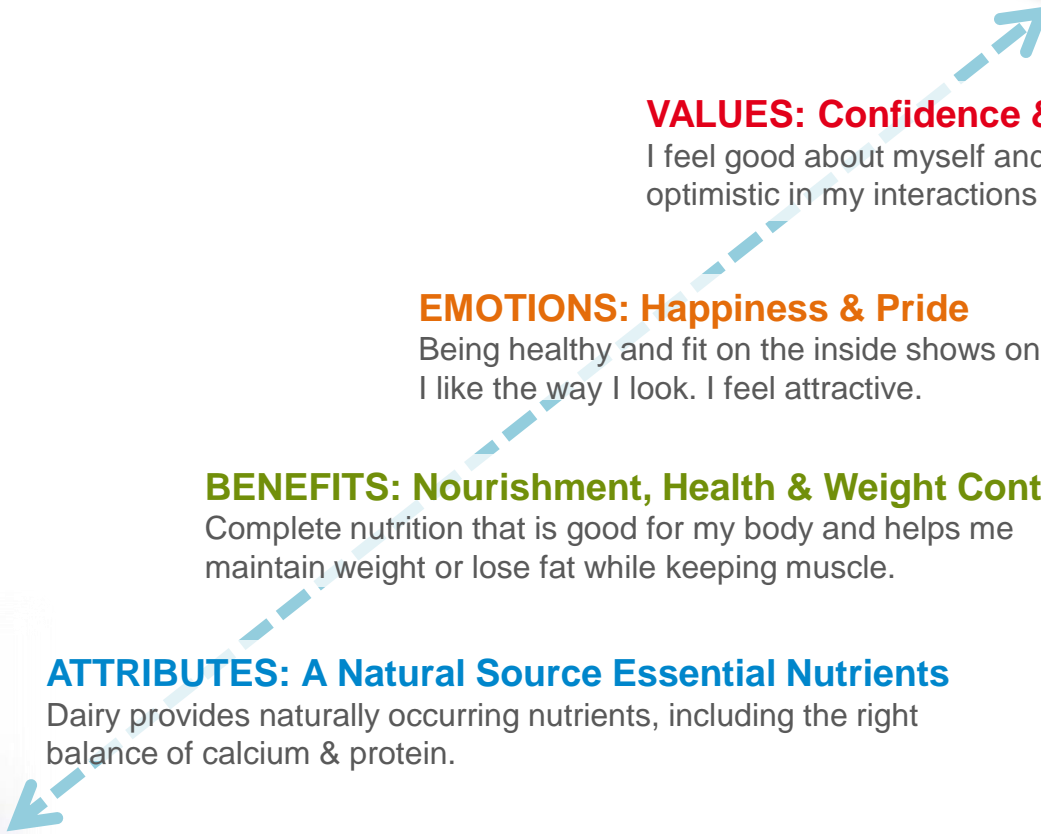 VALUES: Confidence &
I feel good about myself and
optimistic in my interactions
EMOTIONS: Happiness & Pride
Being healthy and fit on the inside shows on
I like the way I look. I feel attractive.
BENEFITS: Nourishment, Health & Weight Cont
Complete nutrition that is good for my body and helps me
maintain weight or lose fat while keeping muscle.
ATTRIBUTES: A Natural Source Essential Nutrients
Dairy provides naturally occurring nutrients, including the right
balance of calcium & protein.